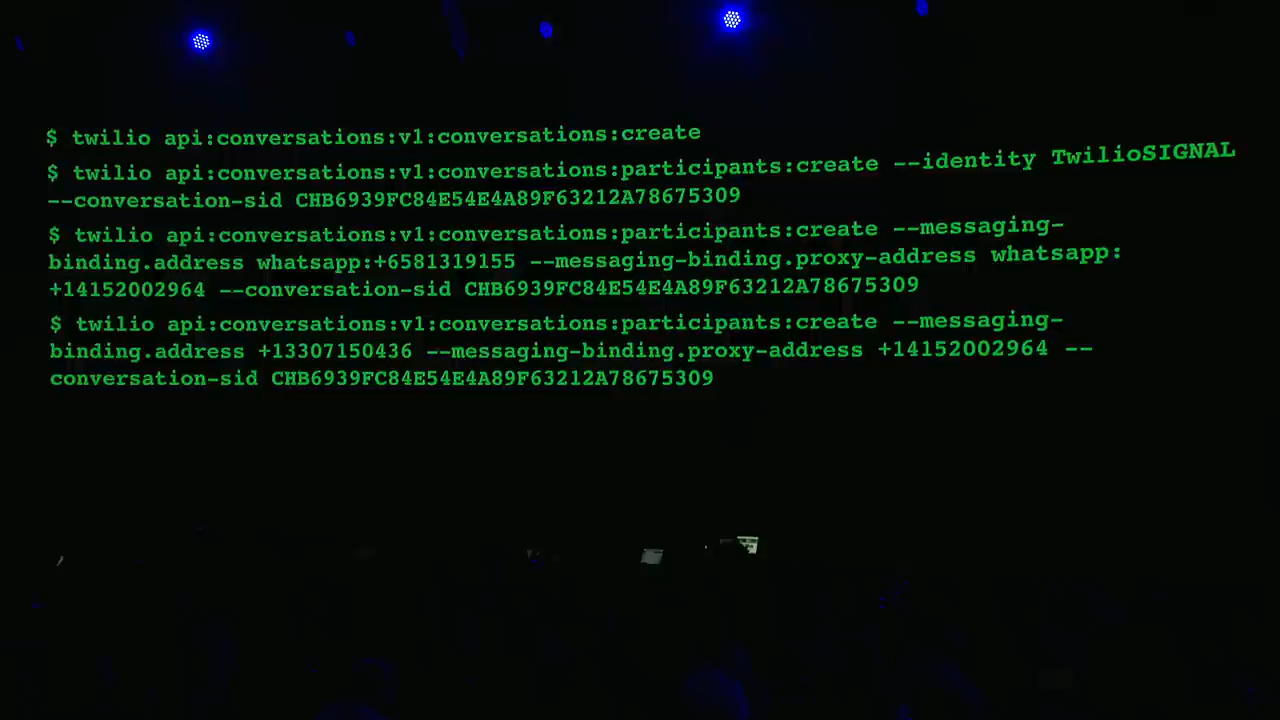 $ twilio api:conversations:v1:conversations:create
$ twilio api:conversations:v1:conversations:participants:create --identity TwilioSIGNAL
--conversation-sid CHB6939FC84E54E4A89F63212A78675309
$ twilio api:conversations:v1:conversations:participants:create --messaging-
binding.address whatsapp:+6581319155 --messaging-binding.proxy-address whatsapp:
+14152002964 --conversation-sid CHB6939FC84E54E4A89F63212A78675309
$ twilio api:conversations:v1:conversations:participants:create --messaging-
binding.address +13307150436 --messaging-binding.proxy-address +14152002964 --
conversation-sid CHB6939FC84E54E4A89F63212A78675309